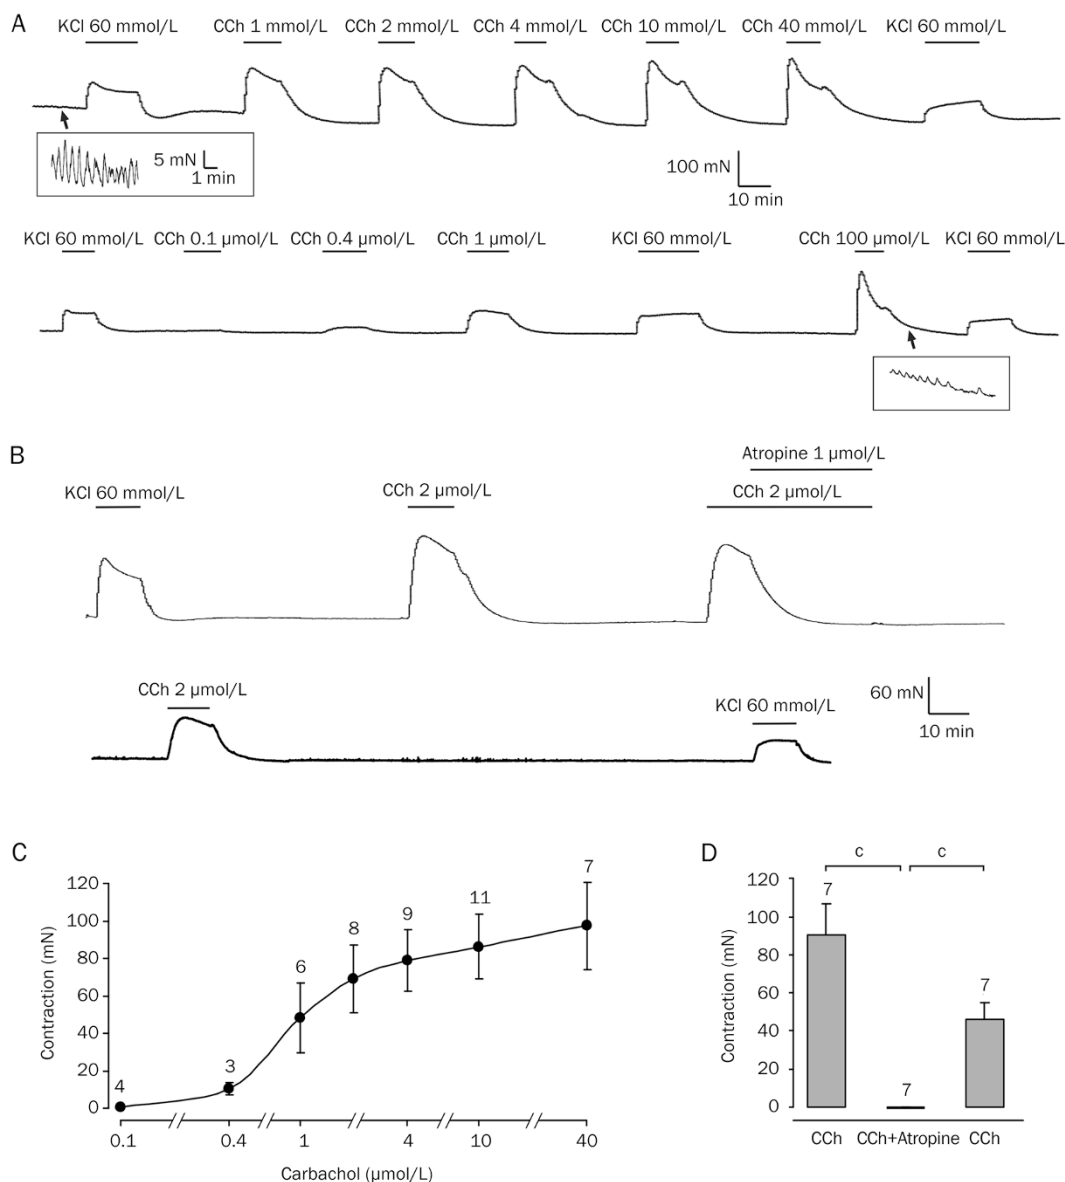 A
KCl 60 mmol/L CCh 1 mmol/L CCh 2 mmol/L CCh 4 mmol/L CCh 10 mmol/L CCh 40 mmol/L KCl 60 mmol/L
5 mN
1 min
100 mN
10 min
KCl 60 mmol/L CCh 0.1 µmol/L CCh 0.4 µmol/L CCh 1 µmol/L KCl 60 mmol/L CCh 100 µmol/L KCl 60 mmol/L
B
Atropine 1 µmol/L
KCl 60 mmol/L CCh 2 µmol/L CCh 2 µmol/L
CCh 2 µmol/L KCl 60 mmol/L
60 mN
10 min
C
Contraction (mN)
120
100
80
60
40
20
0
4 3 6 8 9 11 7
0.1 0.4 1 4 10 40
Carbachol (µmol/L)
D
c c
Contraction (mN)
120
100
80
60
40
20
0
7 7 7
CCh CCh+Atropine CCh